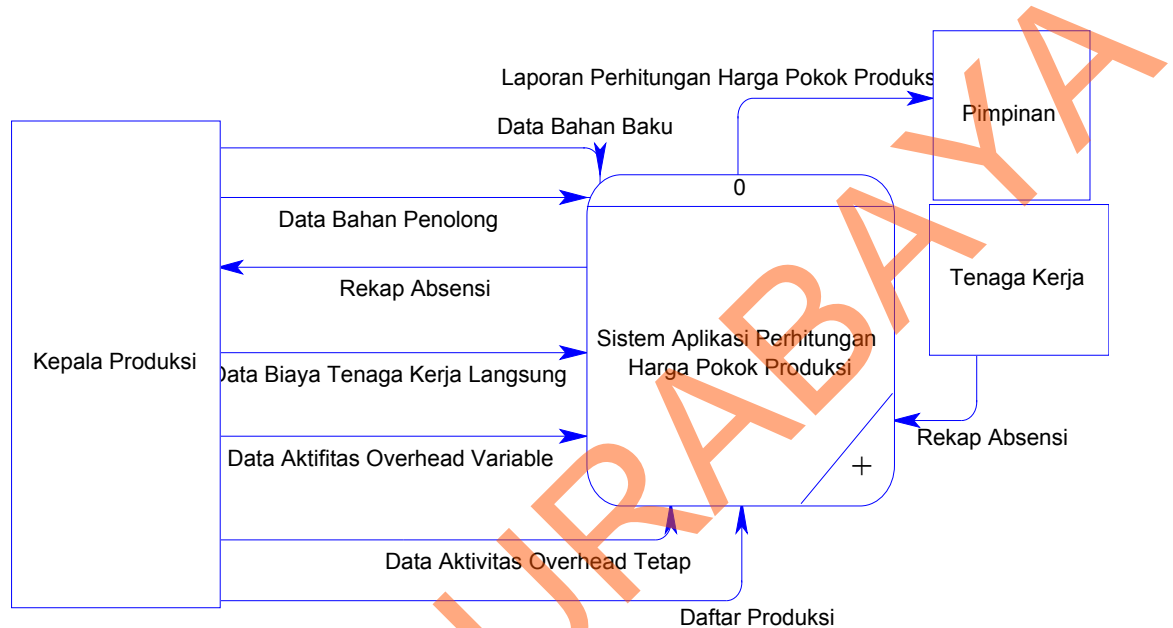 Laporan Perhitungan Harga Pokok Produks
Pimpinan
Data Bahan Baku
0
Data Bahan Penolong
Rekap Absensi
Tenaga Kerja
Kepala Produksi
Sistem Aplikasi Perhitungan
Harga Pokok Produksi
Data Biaya Tenaga Kerja Langsung
Rekap Absensi
Data Aktifitas Overhead Variable
+
Data Aktivitas Overhead Tetap
Daftar Produksi
URABAYA